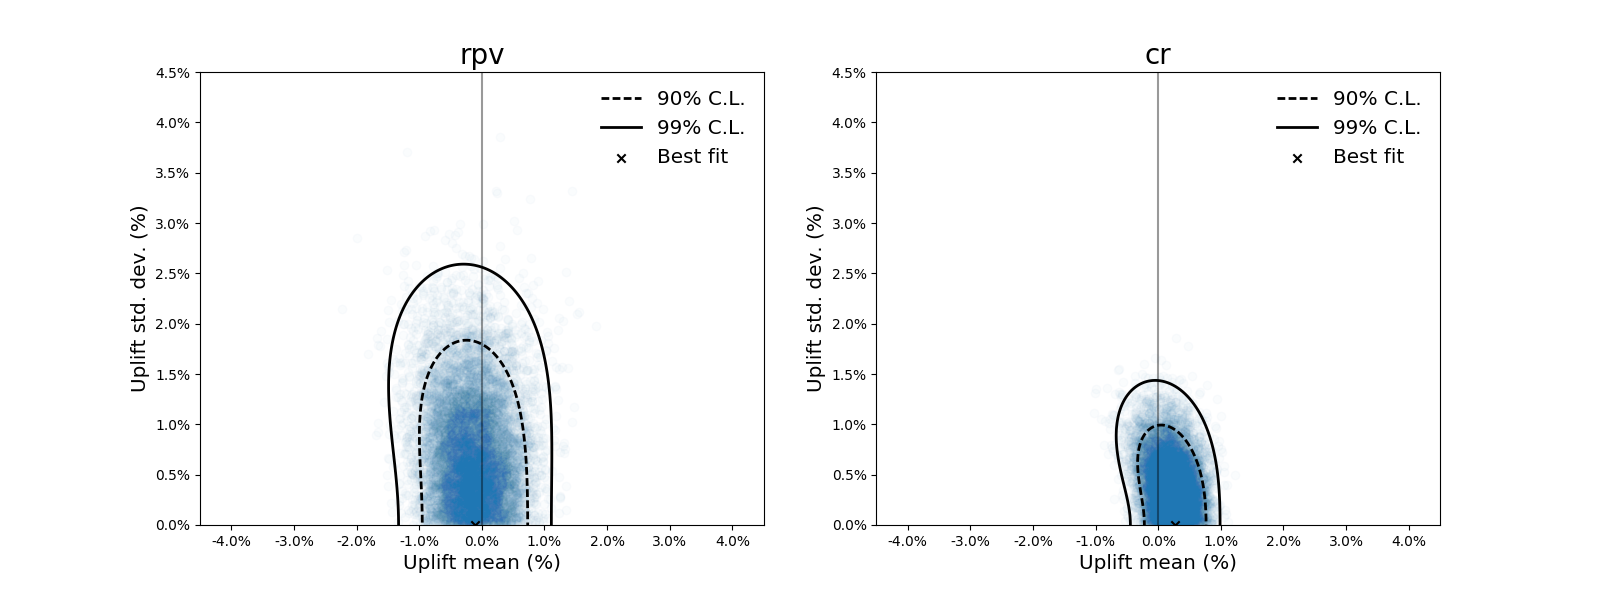 rpv
4.5%
4.0%
3.5%
3.0%
2.5%
2.0%
1.5%
1.0%
0.5%
0.0%
Uplift std. dev. (%)
90% C.L.
99% C.L.
Best fit
-4.0% -3.0% -2.0% -1.0% 0.0% 1.0% 2.0% 3.0% 4.0%
Uplift mean (%)
cr
4.5%
4.0%
3.5%
3.0%
2.5%
2.0%
1.5%
1.0%
0.5%
0.0%
Uplift std. dev. (%)
90% C.L.
99% C.L.
Best fit
-4.0% -3.0% -2.0% -1.0% 0.0% 1.0% 2.0% 3.0% 4.0%
Uplift mean (%)